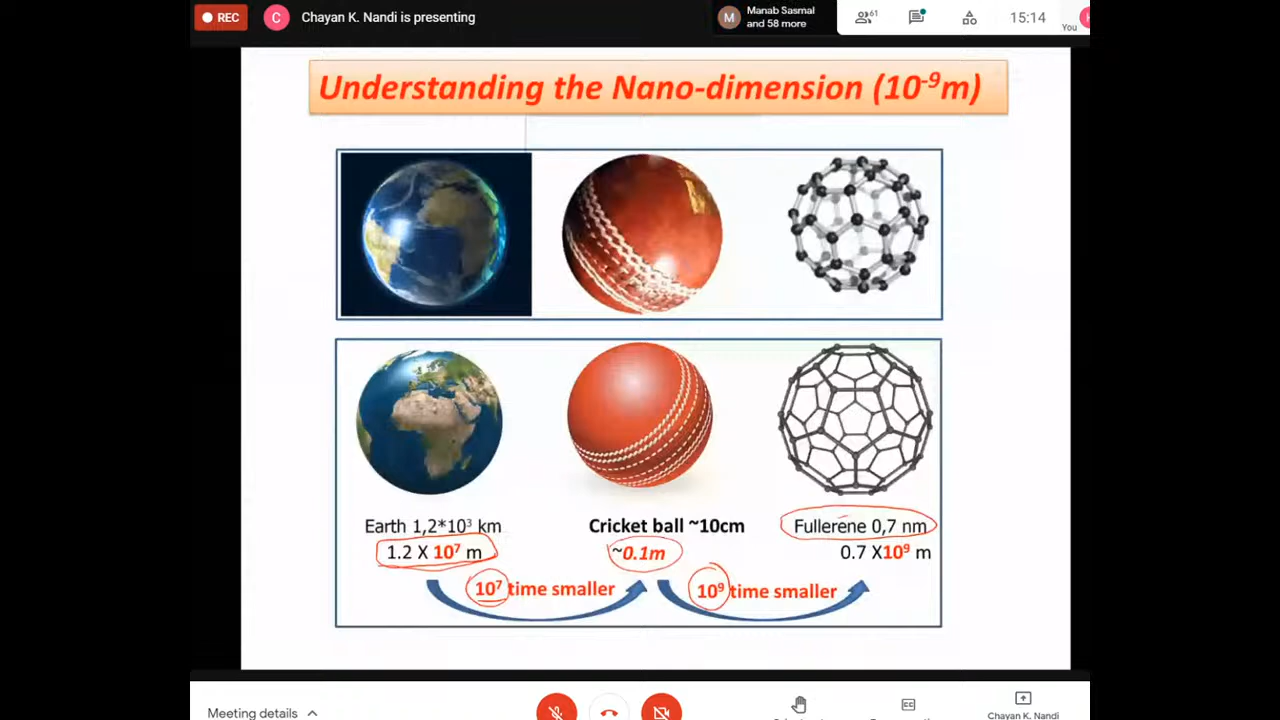 REC
C
Chayan K. Nandi is presenting
M
Manab Sasmal
and 58 more
61
15:14
You
Understanding the Nano-dimension (10⁻⁹m)
Earth 1,2*10³ km
1.2 X 10⁷ m
Cricket ball ~10cm
~0.1m
Fullerene 0,7 nm
0.7 X10⁹ m
10⁷ time smaller
10⁹ time smaller
Meeting details
Chayan K. Nandi